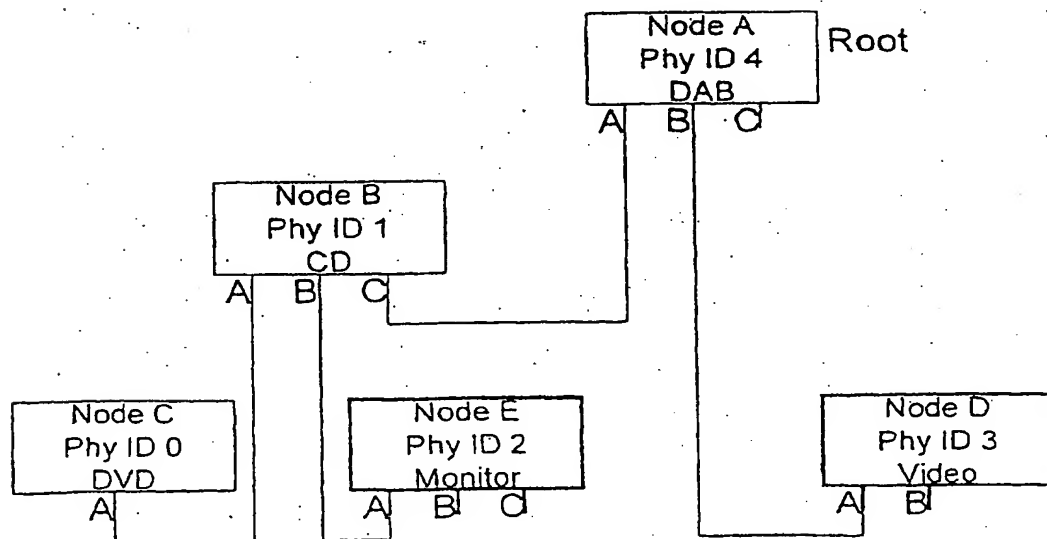 Node A
Phy ID 4
DAB
Root
A B C
Node B
Phy ID 1
CD
A B C
Node C
Phy ID 0
DVD
A
Node E
Phy ID 2
Monitor
A B C
Node D
Phy ID 3
Video
A B